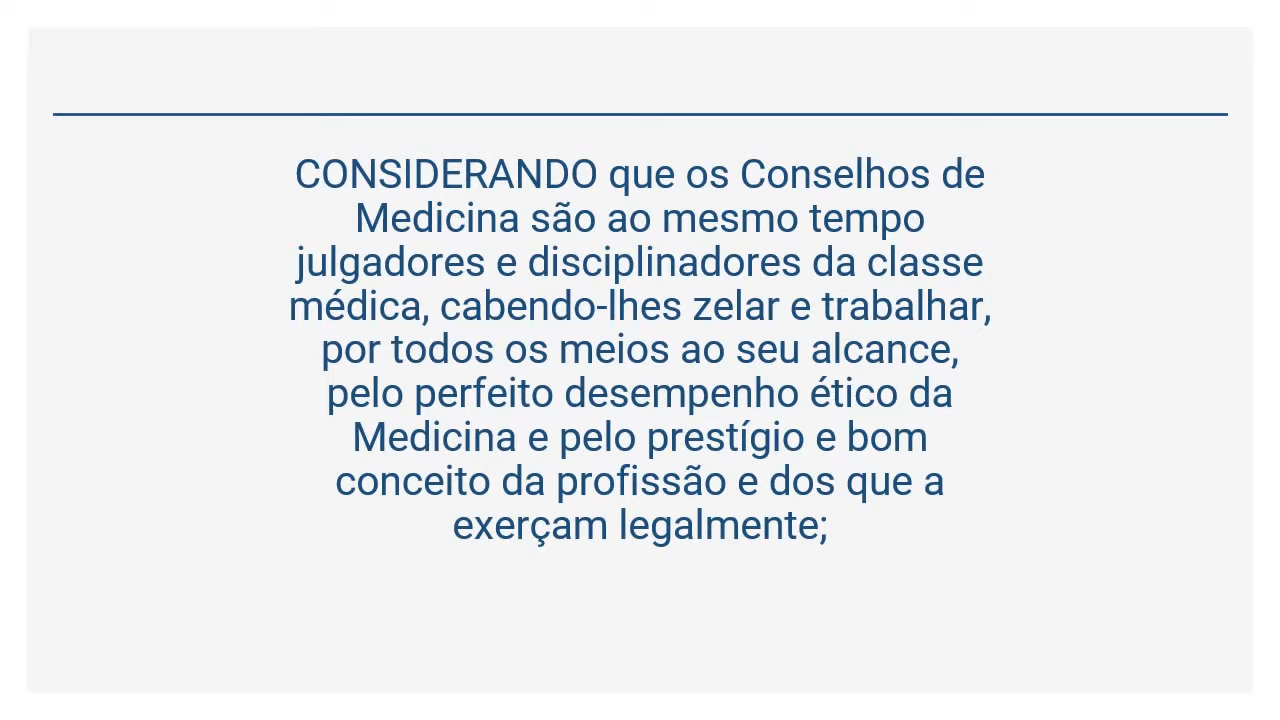 CONSIDERANDO que os Conselhos de
Medicina são ao mesmo tempo
julgadores e disciplinadores da classe
médica, cabendo-lhes zelar e trabalhar,
por todos os meios ao seu alcance,
pelo perfeito desempenho ético da
Medicina e pelo prestígio e bom
conceito da profissão e dos que a
exerçam legalmente;